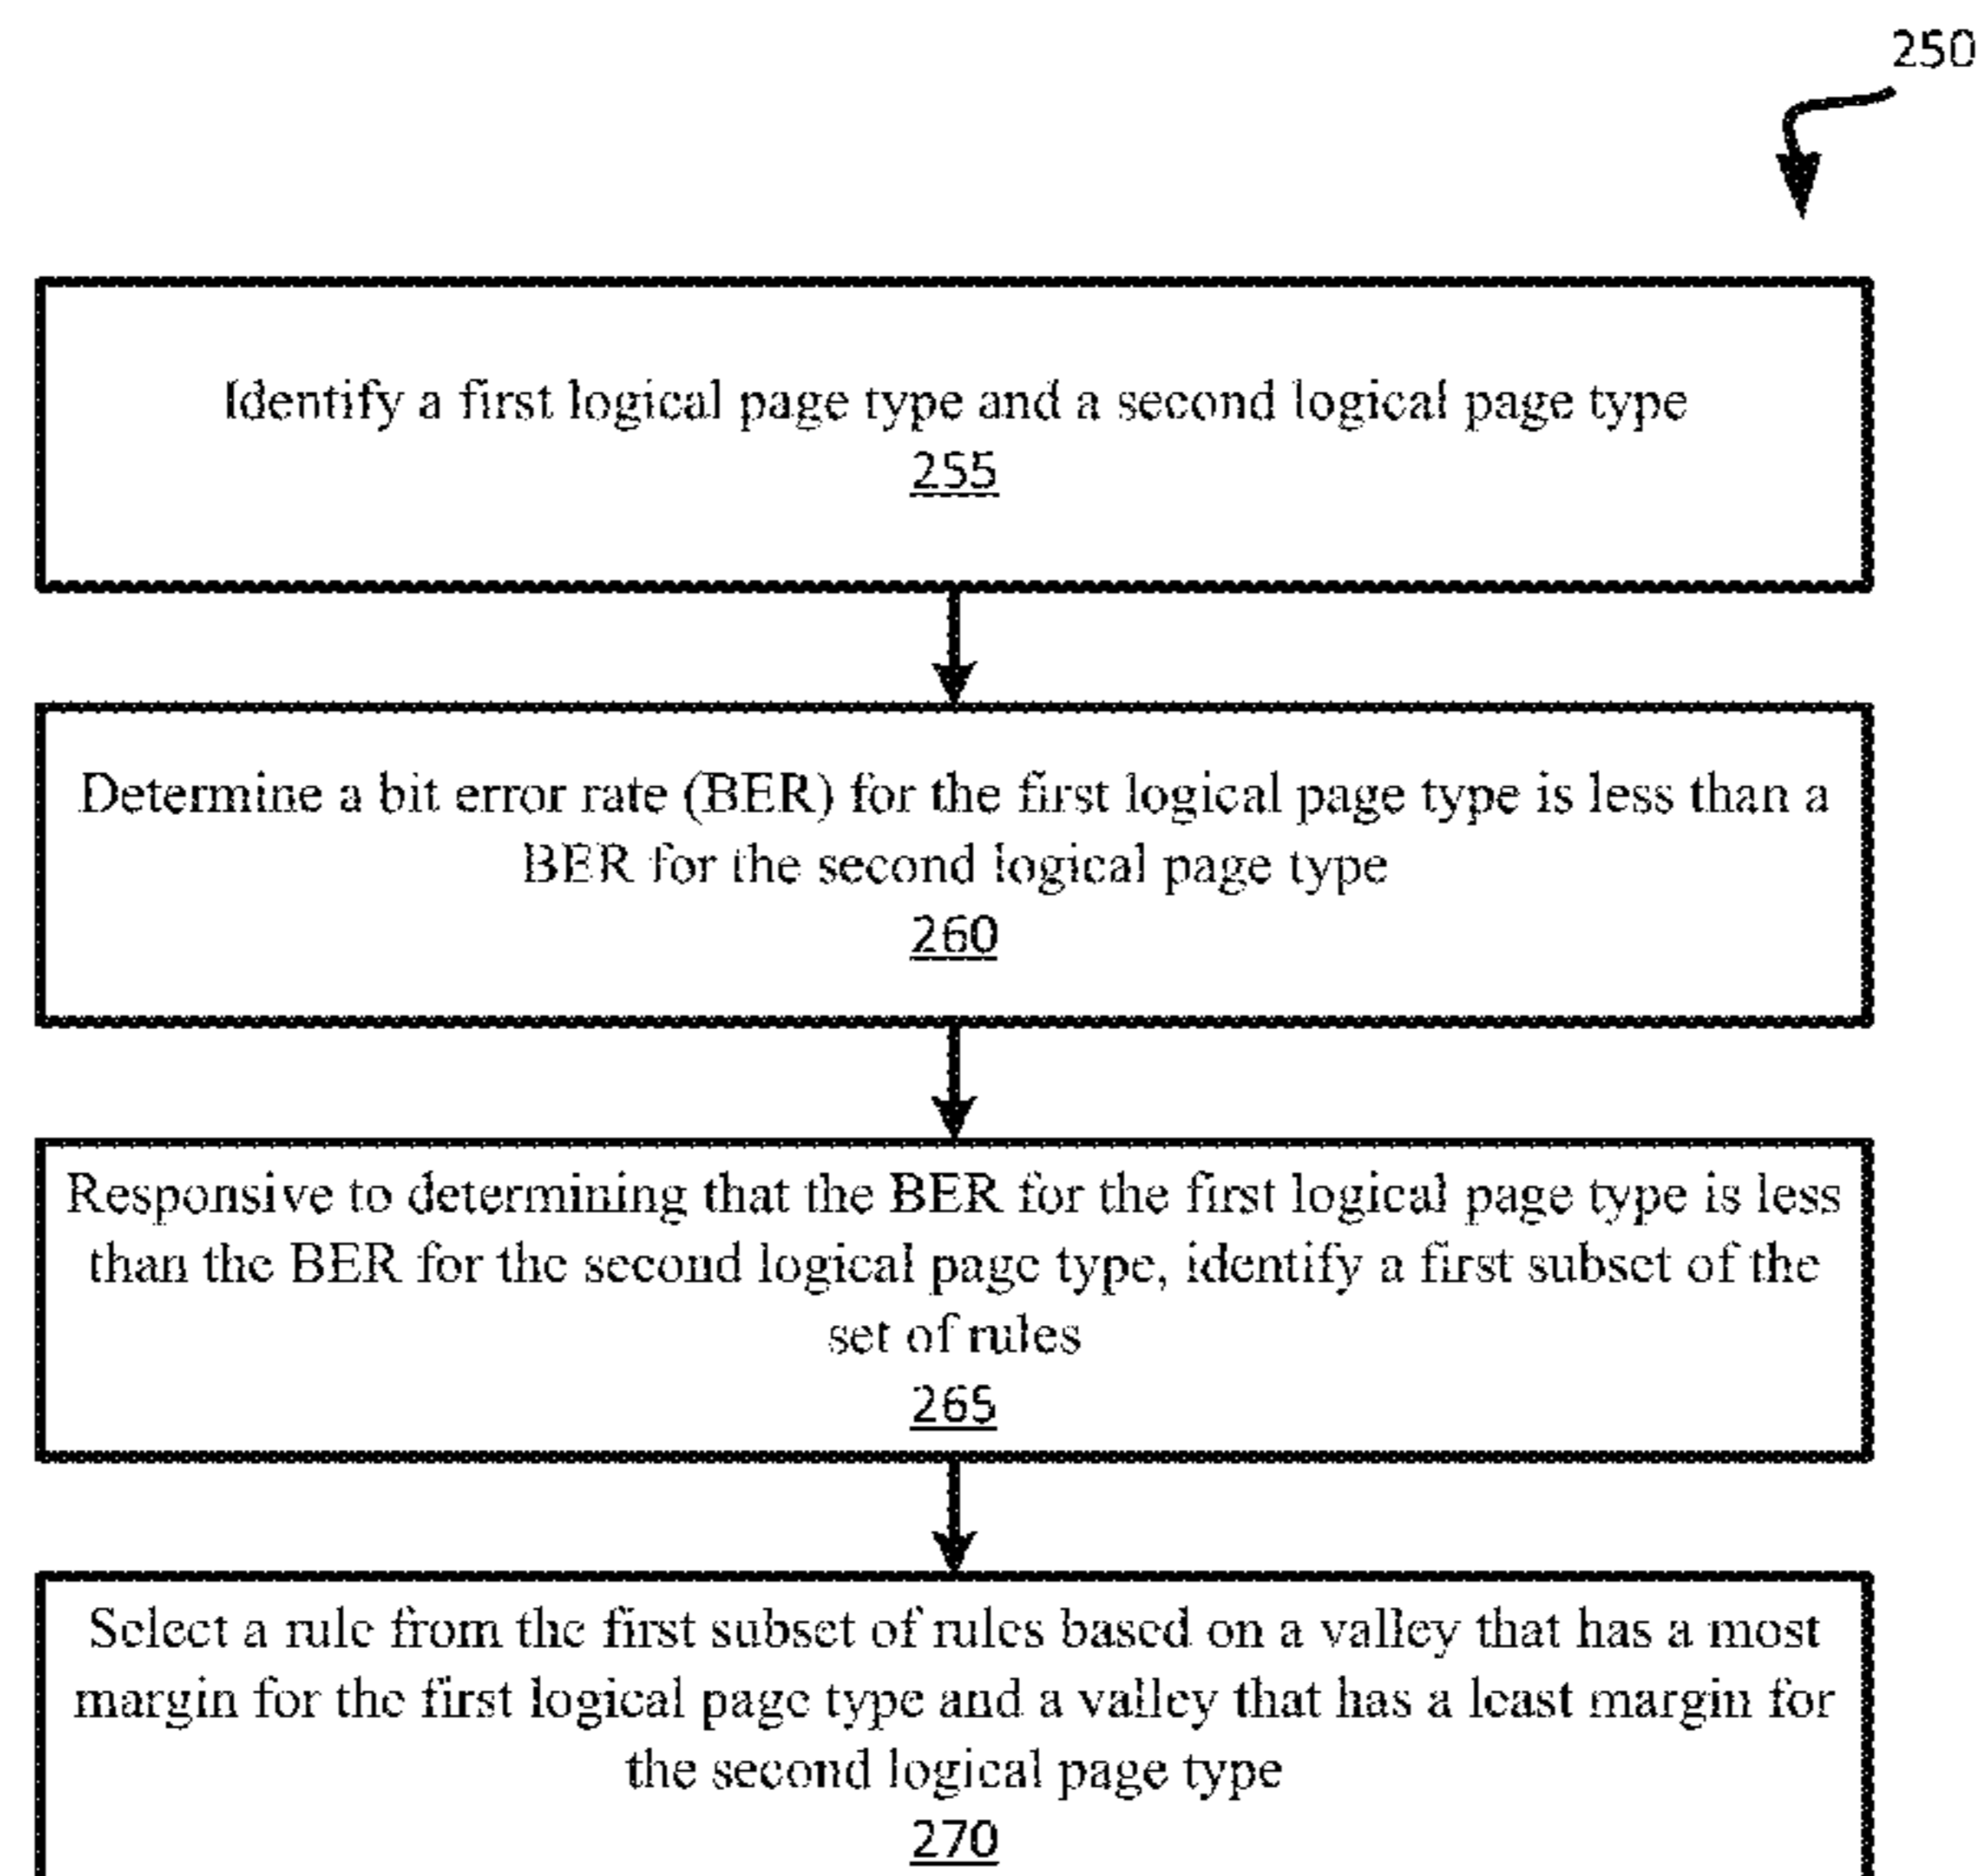 250
Identify a first logical page type and a second logical page type
255
Determine a bit error rate (BER) for the first logical page type is less than a
BER for the second logical page type
260
Responsive to determining that the BER for the first logical page type is less
than the BER for the second logical page type, identify a first subset of the
set of rules
265
Select a rule from the first subset of rules based on a valley that has a most
margin for the first logical page type and a valley that has a least margin for
the second logical page type
270